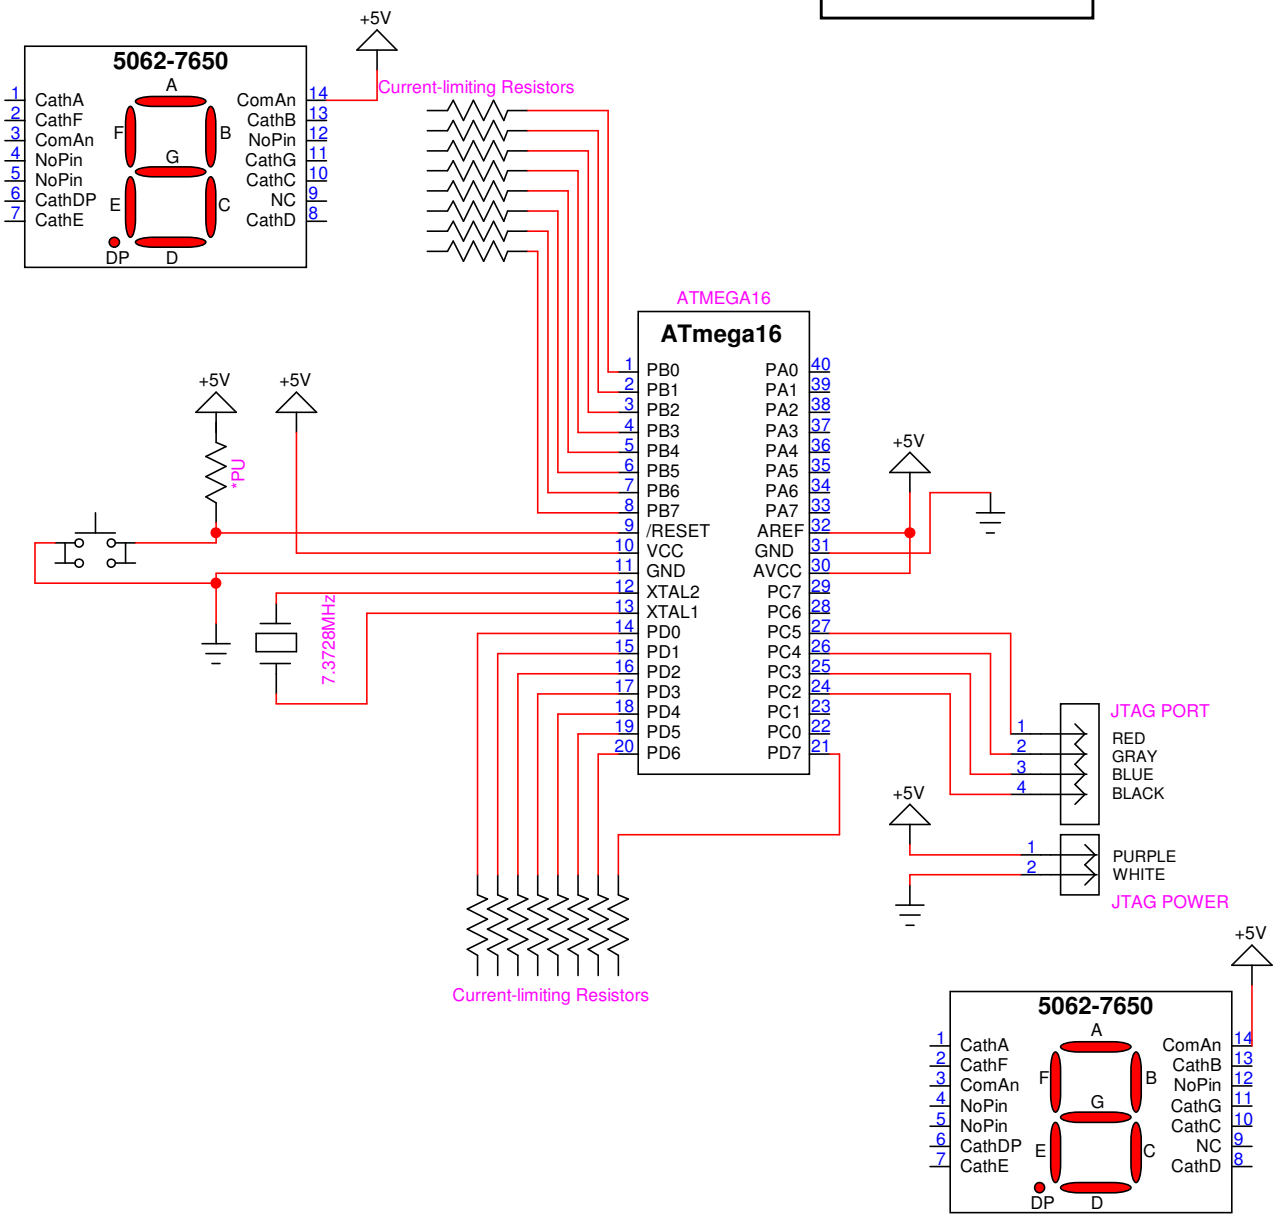 +5V
5062-7650
A
F
B
G
E
C
DP
D
1 CathA
2 CathF
3 ComAn
4 NoPin
5 NoPin
6 CathDP
7 CathE
ComAn 14
CathB 13
NoPin 12
CathG 11
CathC 10
NC 9
CathD 8
Current-limiting Resistors
ATMEGA16
ATmega16
1 PB0
2 PB1
3 PB2
4 PB3
5 PB4
6 PB5
7 PB6
8 PB7
9 /RESET
10 VCC
11 GND
12 XTAL2
13 XTAL1
14 PD0
15 PD1
16 PD2
17 PD3
18 PD4
19 PD5
20 PD6
PA0 40
PA1 39
PA2 38
PA3 37
PA4 36
PA5 35
PA6 34
PA7 33
AREF 32
GND 31
AVCC 30
PC7 29
PC6 28
PC5 27
PC4 26
PC3 25
PC2 24
PC1 23
PC0 22
PD7 21
+5V
+5V
*PU
+5V
7.3728MHz
JTAG PORT
1 RED
2 GRAY
3 BLUE
4 BLACK
+5V
1 PURPLE
2 WHITE
JTAG POWER
Current-limiting Resistors
+5V
5062-7650
A
F
B
G
E
C
DP
D
1 CathA
2 CathF
3 ComAn
4 NoPin
5 NoPin
6 CathDP
7 CathE
ComAn 14
CathB 13
NoPin 12
CathG 11
CathC 10
NC 9
CathD 8